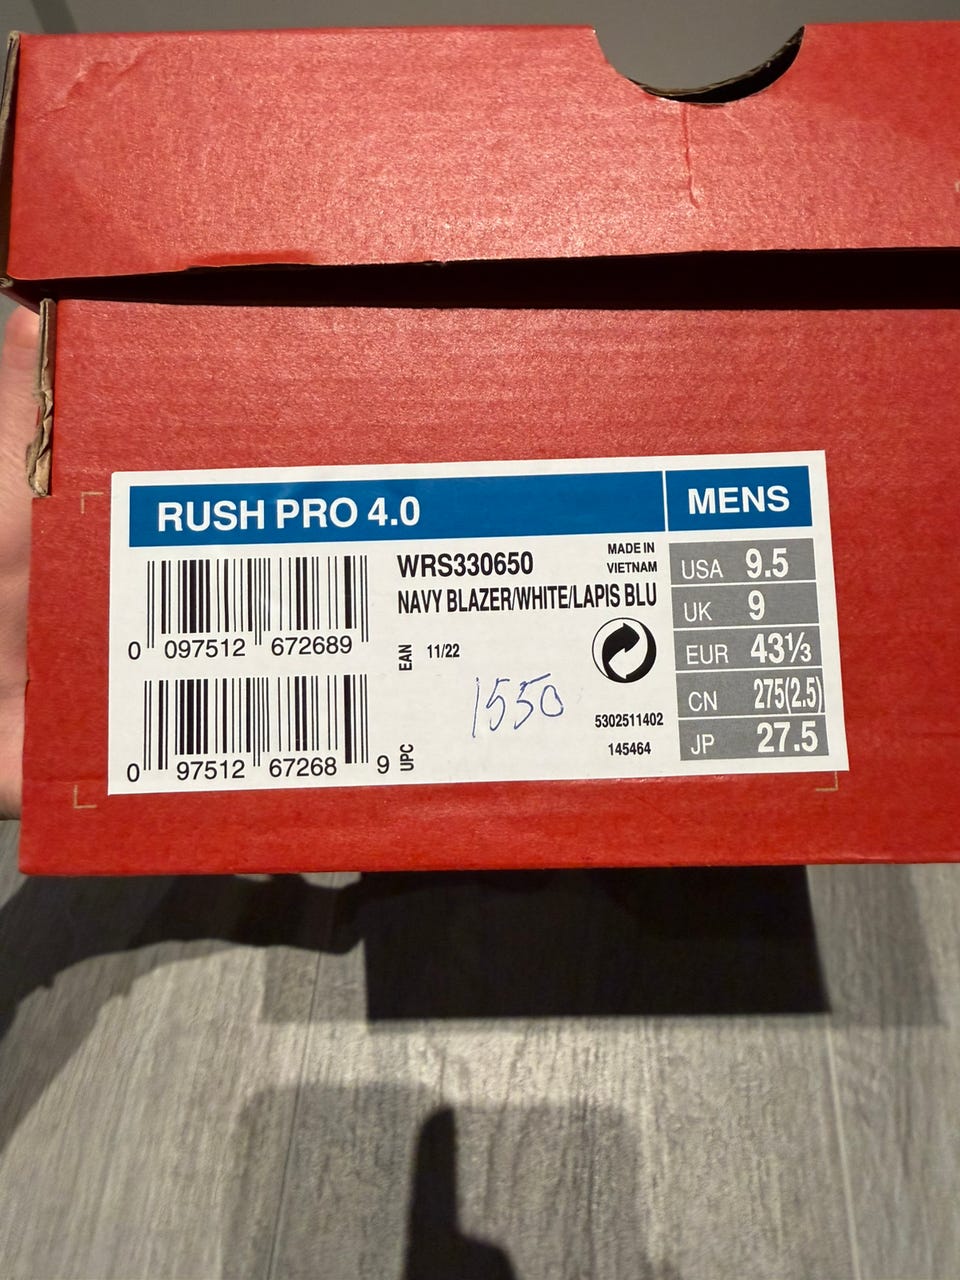 RUSH PRO 4.0
MENS
WRS330650
MADE IN
VIETNAM
NAVY BLAZER/WHITE/LAPIS BLU
0 097512 672689
EAN
11/22
1550
5302511402
145464
0 97512 67268 9
UPC
USA 9.5
UK 9
EUR 43⅓
CN 275(2.5)
JP 27.5